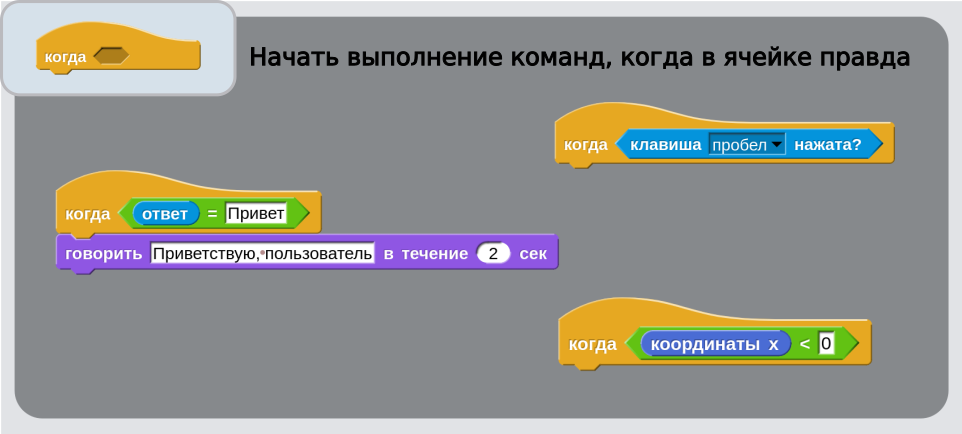 когда
Начать выполнение команд, когда в ячейке правда
когда клавиша пробел нажата?
когда ответ = Привет
говорить Приветствую, пользователь в течение 2 сек
когда координаты x < 0